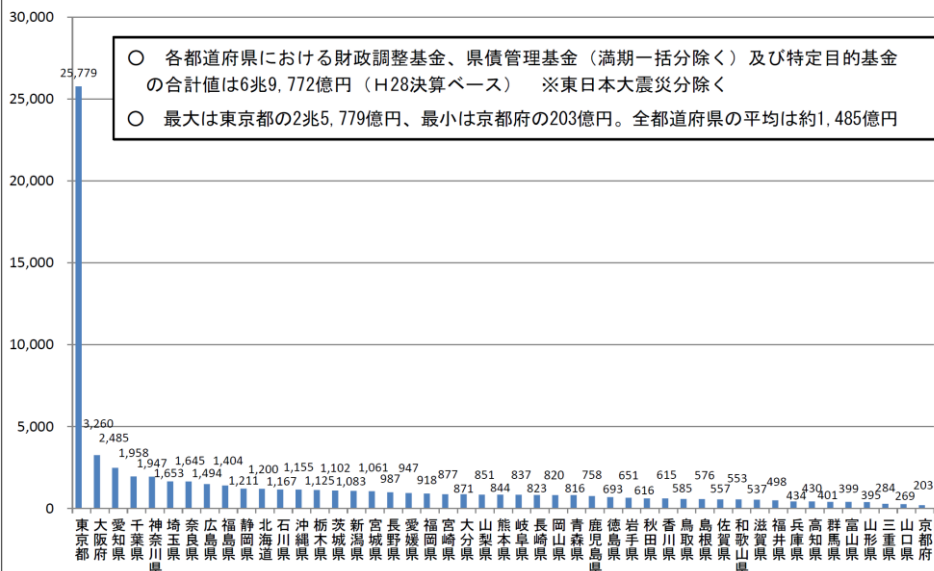 30,000
25,000
20,000
15,000
10,000
5,000
0
○　各都道府県における財政調整基金、県債管理基金（満期一括分除く）及び特定目的基金
の合計値は6兆9,772億円（H28決算ベース）　※東日本大震災分除く
○　最大は東京都の2兆5,779億円、最小は京都府の203億円。全都道府県の平均は約1,485億円
25,779
3,260
2,485
1,958
1,947
1,653
1,645
1,494
1,404
1,211
1,200
1,167
1,155
1,125
1,102
1,083
1,061
987
947
918
877
871
851
844
837
823
820
816
758
693
651
616
615
585
576
557
553
537
498
434
430
401
399
395
284
269
203
東京都
大阪府
愛知県
千葉県
神奈川県
埼玉県
奈良県
広島県
福島県
静岡県
北海道
石川県
沖縄県
栃木県
茨城県
新潟県
宮城県
長野県
愛媛県
福岡県
宮崎県
大分県
山梨県
熊本県
岐阜県
長崎県
岡山県
青森県
鹿児島県
徳島県
岩手県
秋田県
香川県
鳥取県
島根県
佐賀県
和歌山県
滋賀県
福井県
兵庫県
高知県
群馬県
富山県
山形県
三重県
山口県
京都府